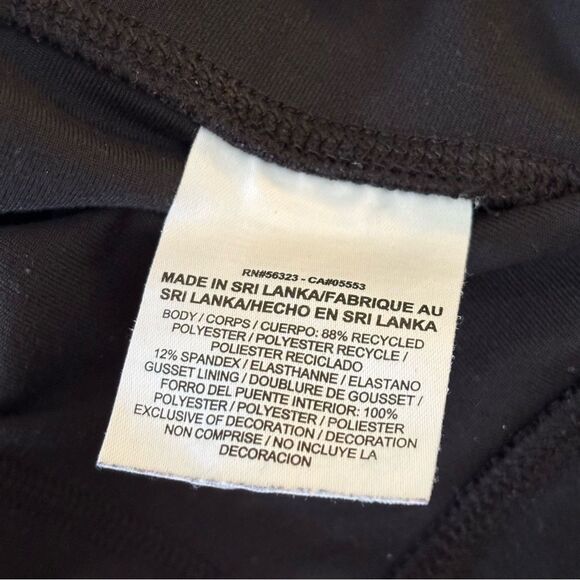 RN#56323 - CA#05553
MADE IN SRI LANKA/FABRIQUE AU
SRI LANKA/HECHO EN SRI LANKA
BODY / CORPS / CUERPO: 88% RECYCLED
POLYESTER / POLYESTER RECYCLE /
POLIESTER RECICLADO
12% SPANDEX / ELASTHANNE / ELASTANO
GUSSET LINING / DOUBLURE DE GOUSSET /
FORRO DEL PUENTE INTERIOR: 100%
POLYESTER / POLYESTER / POLIESTER
EXCLUSIVE OF DECORATION / DECORATION
NON COMPRISE / NO INCLUYE LA
DECORACION